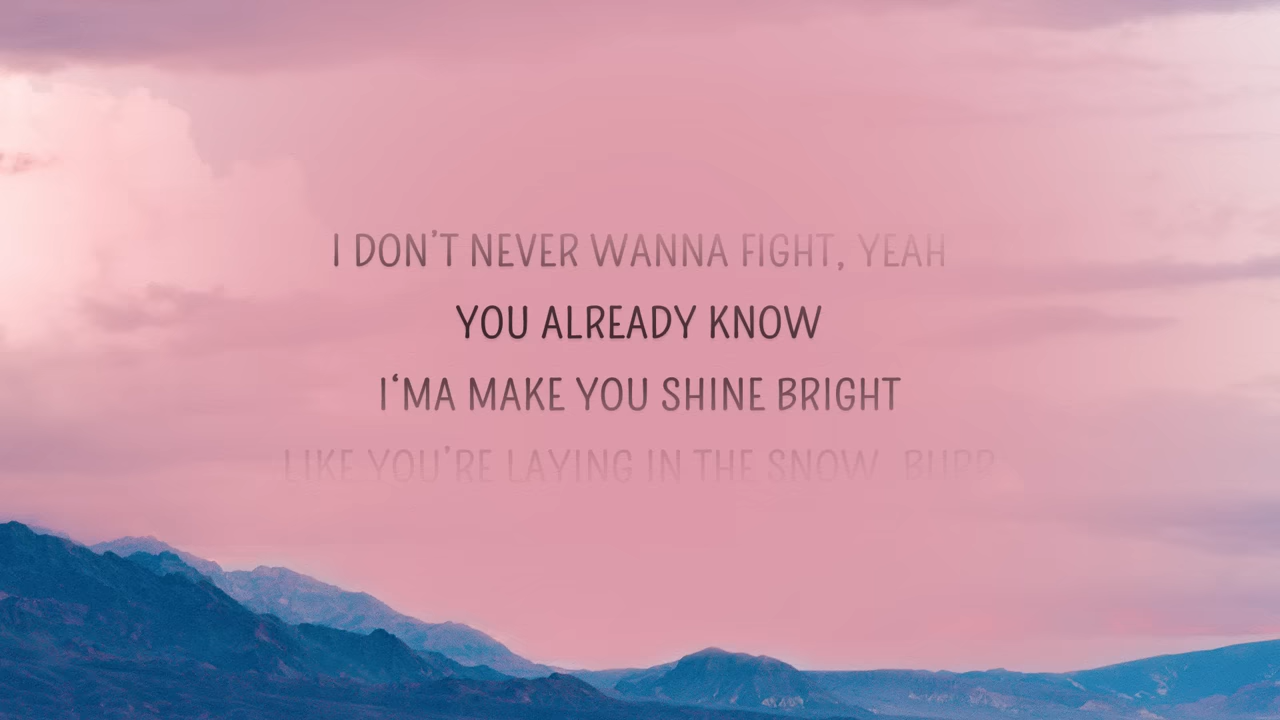 I DON'T NEVER WANNA FIGHT, YEAH
YOU ALREADY KNOW
I‘MA MAKE YOU SHINE BRIGHT
LIKE YOU'RE LAYING IN THE SNOW, BURR